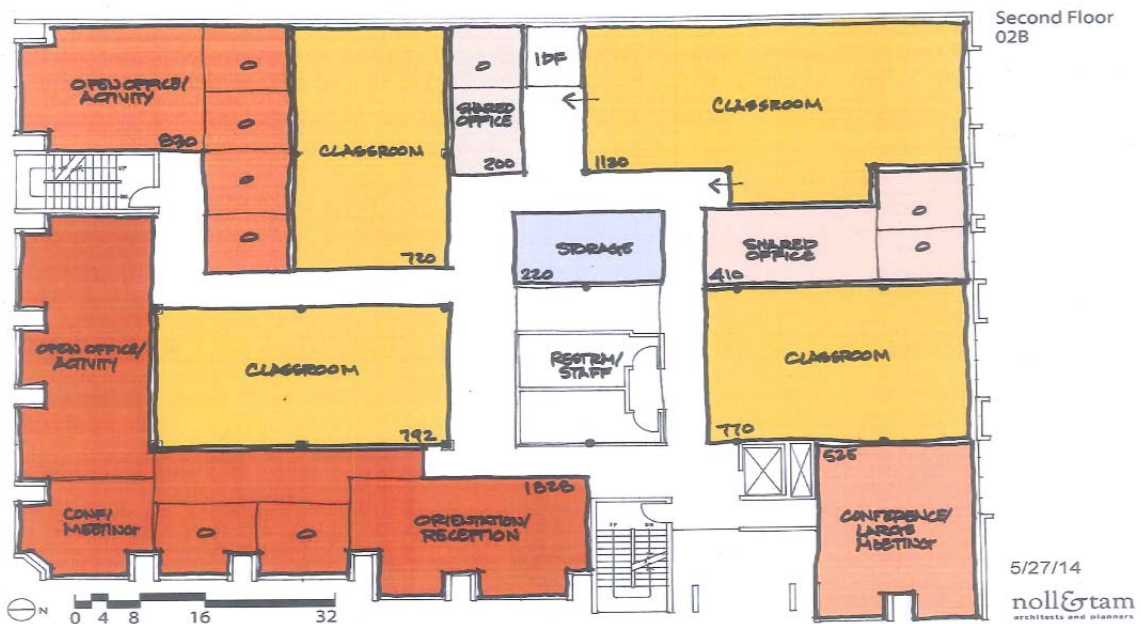 Second Floor
02B
OPEN OFFICE/
ACTIVITY
830
CLASSROOM
720
SHARED
OFFICE
200
IDF
CLASSROOM
1130
STORAGE
220
SHARED
OFFICE
410
OPEN OFFICE/
ACTIVITY
CLASSROOM
792
RESTRM/
STAFF
CLASSROOM
770
525
CONFERENCE/
LARGE
MEETING
1828
CONF/
MEETING
ORIENTATION/
RECEPTION
5/27/14
noll&tam
architects and planners
N
0 4 8 16 32